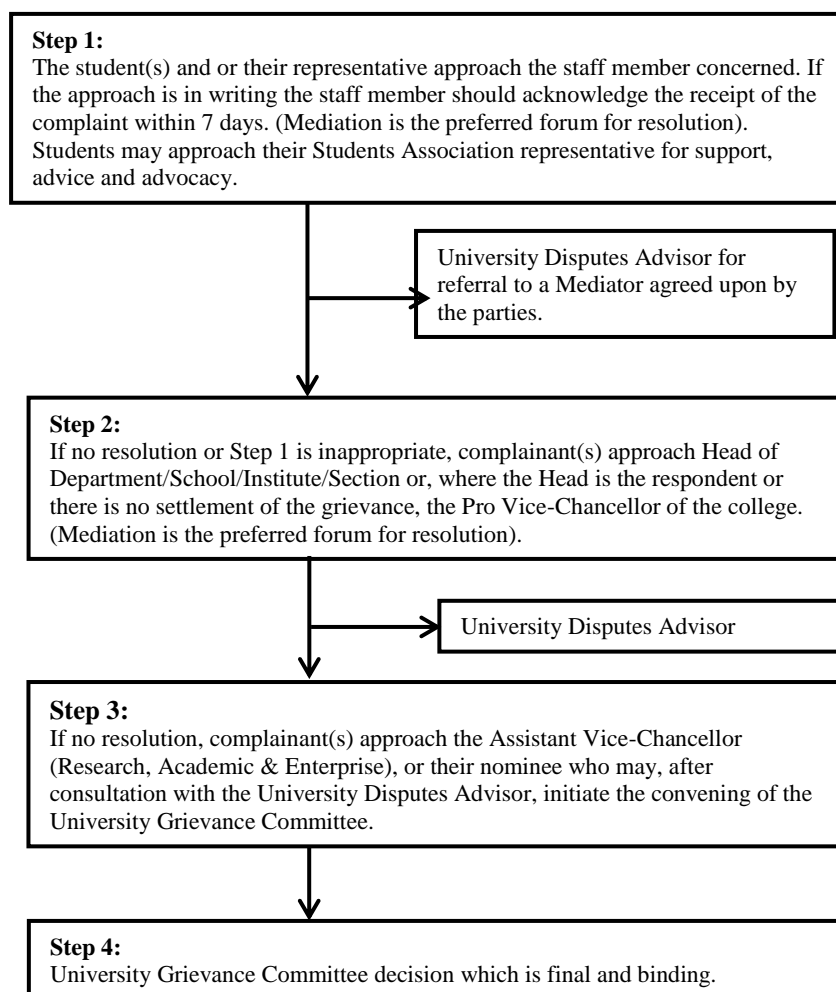 Step 1:
The student(s) and or their representative approach the staff member concerned. If
the approach is in writing the staff member should acknowledge the receipt of the
complaint within 7 days. (Mediation is the preferred forum for resolution).
Students may approach their Students Association representative for support,
advice and advocacy.
University Disputes Advisor for
referral to a Mediator agreed upon by
the parties.
Step 2:
If no resolution or Step 1 is inappropriate, complainant(s) approach Head of
Department/School/Institute/Section or, where the Head is the respondent or
there is no settlement of the grievance, the Pro Vice-Chancellor of the college.
(Mediation is the preferred forum for resolution).
University Disputes Advisor
Step 3:
If no resolution, complainant(s) approach the Assistant Vice-Chancellor
(Research, Academic & Enterprise), or their nominee who may, after
consultation with the University Disputes Advisor, initiate the convening of the
University Grievance Committee.
Step 4:
University Grievance Committee decision which is final and binding.